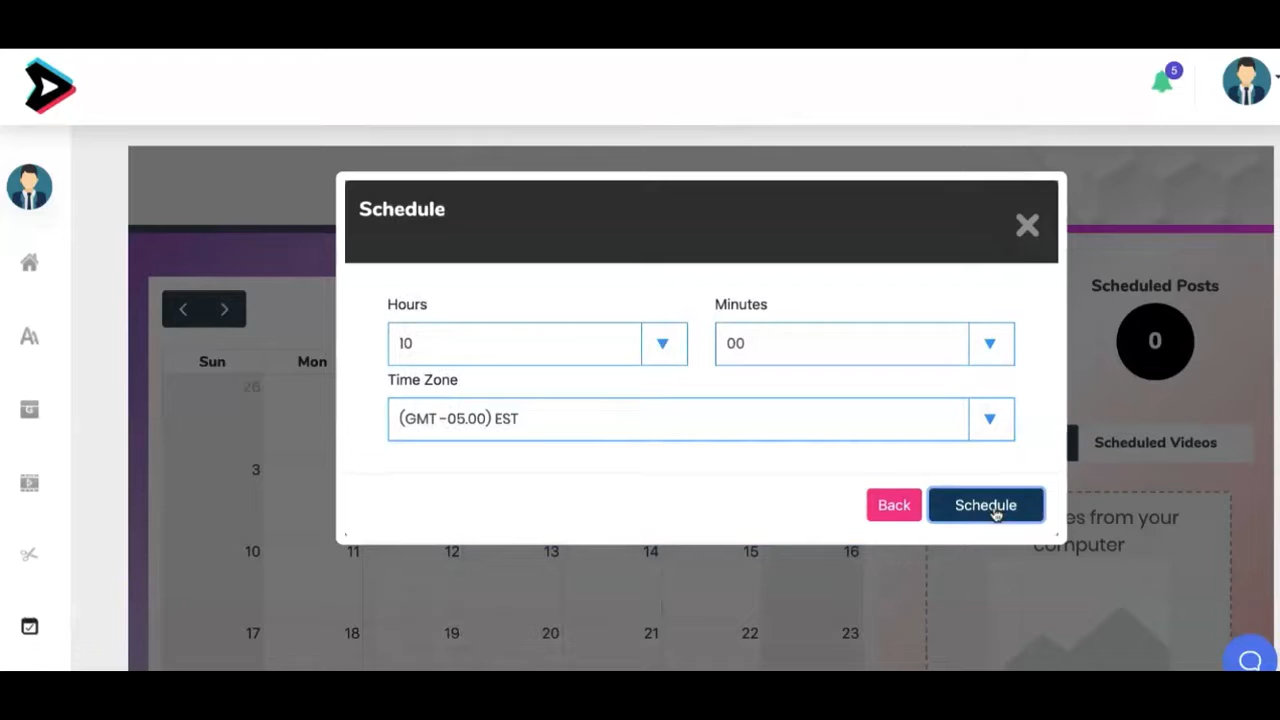 5
Schedule
Hours
Minutes
10
00
Time Zone
(GMT -05.00) EST
Back
Schedule
Scheduled Posts
0
Scheduled Videos
es from your
computer
Sun
Mon
26
3
10 11 12 13 14 15 16
17 18 19 20 21 22 23